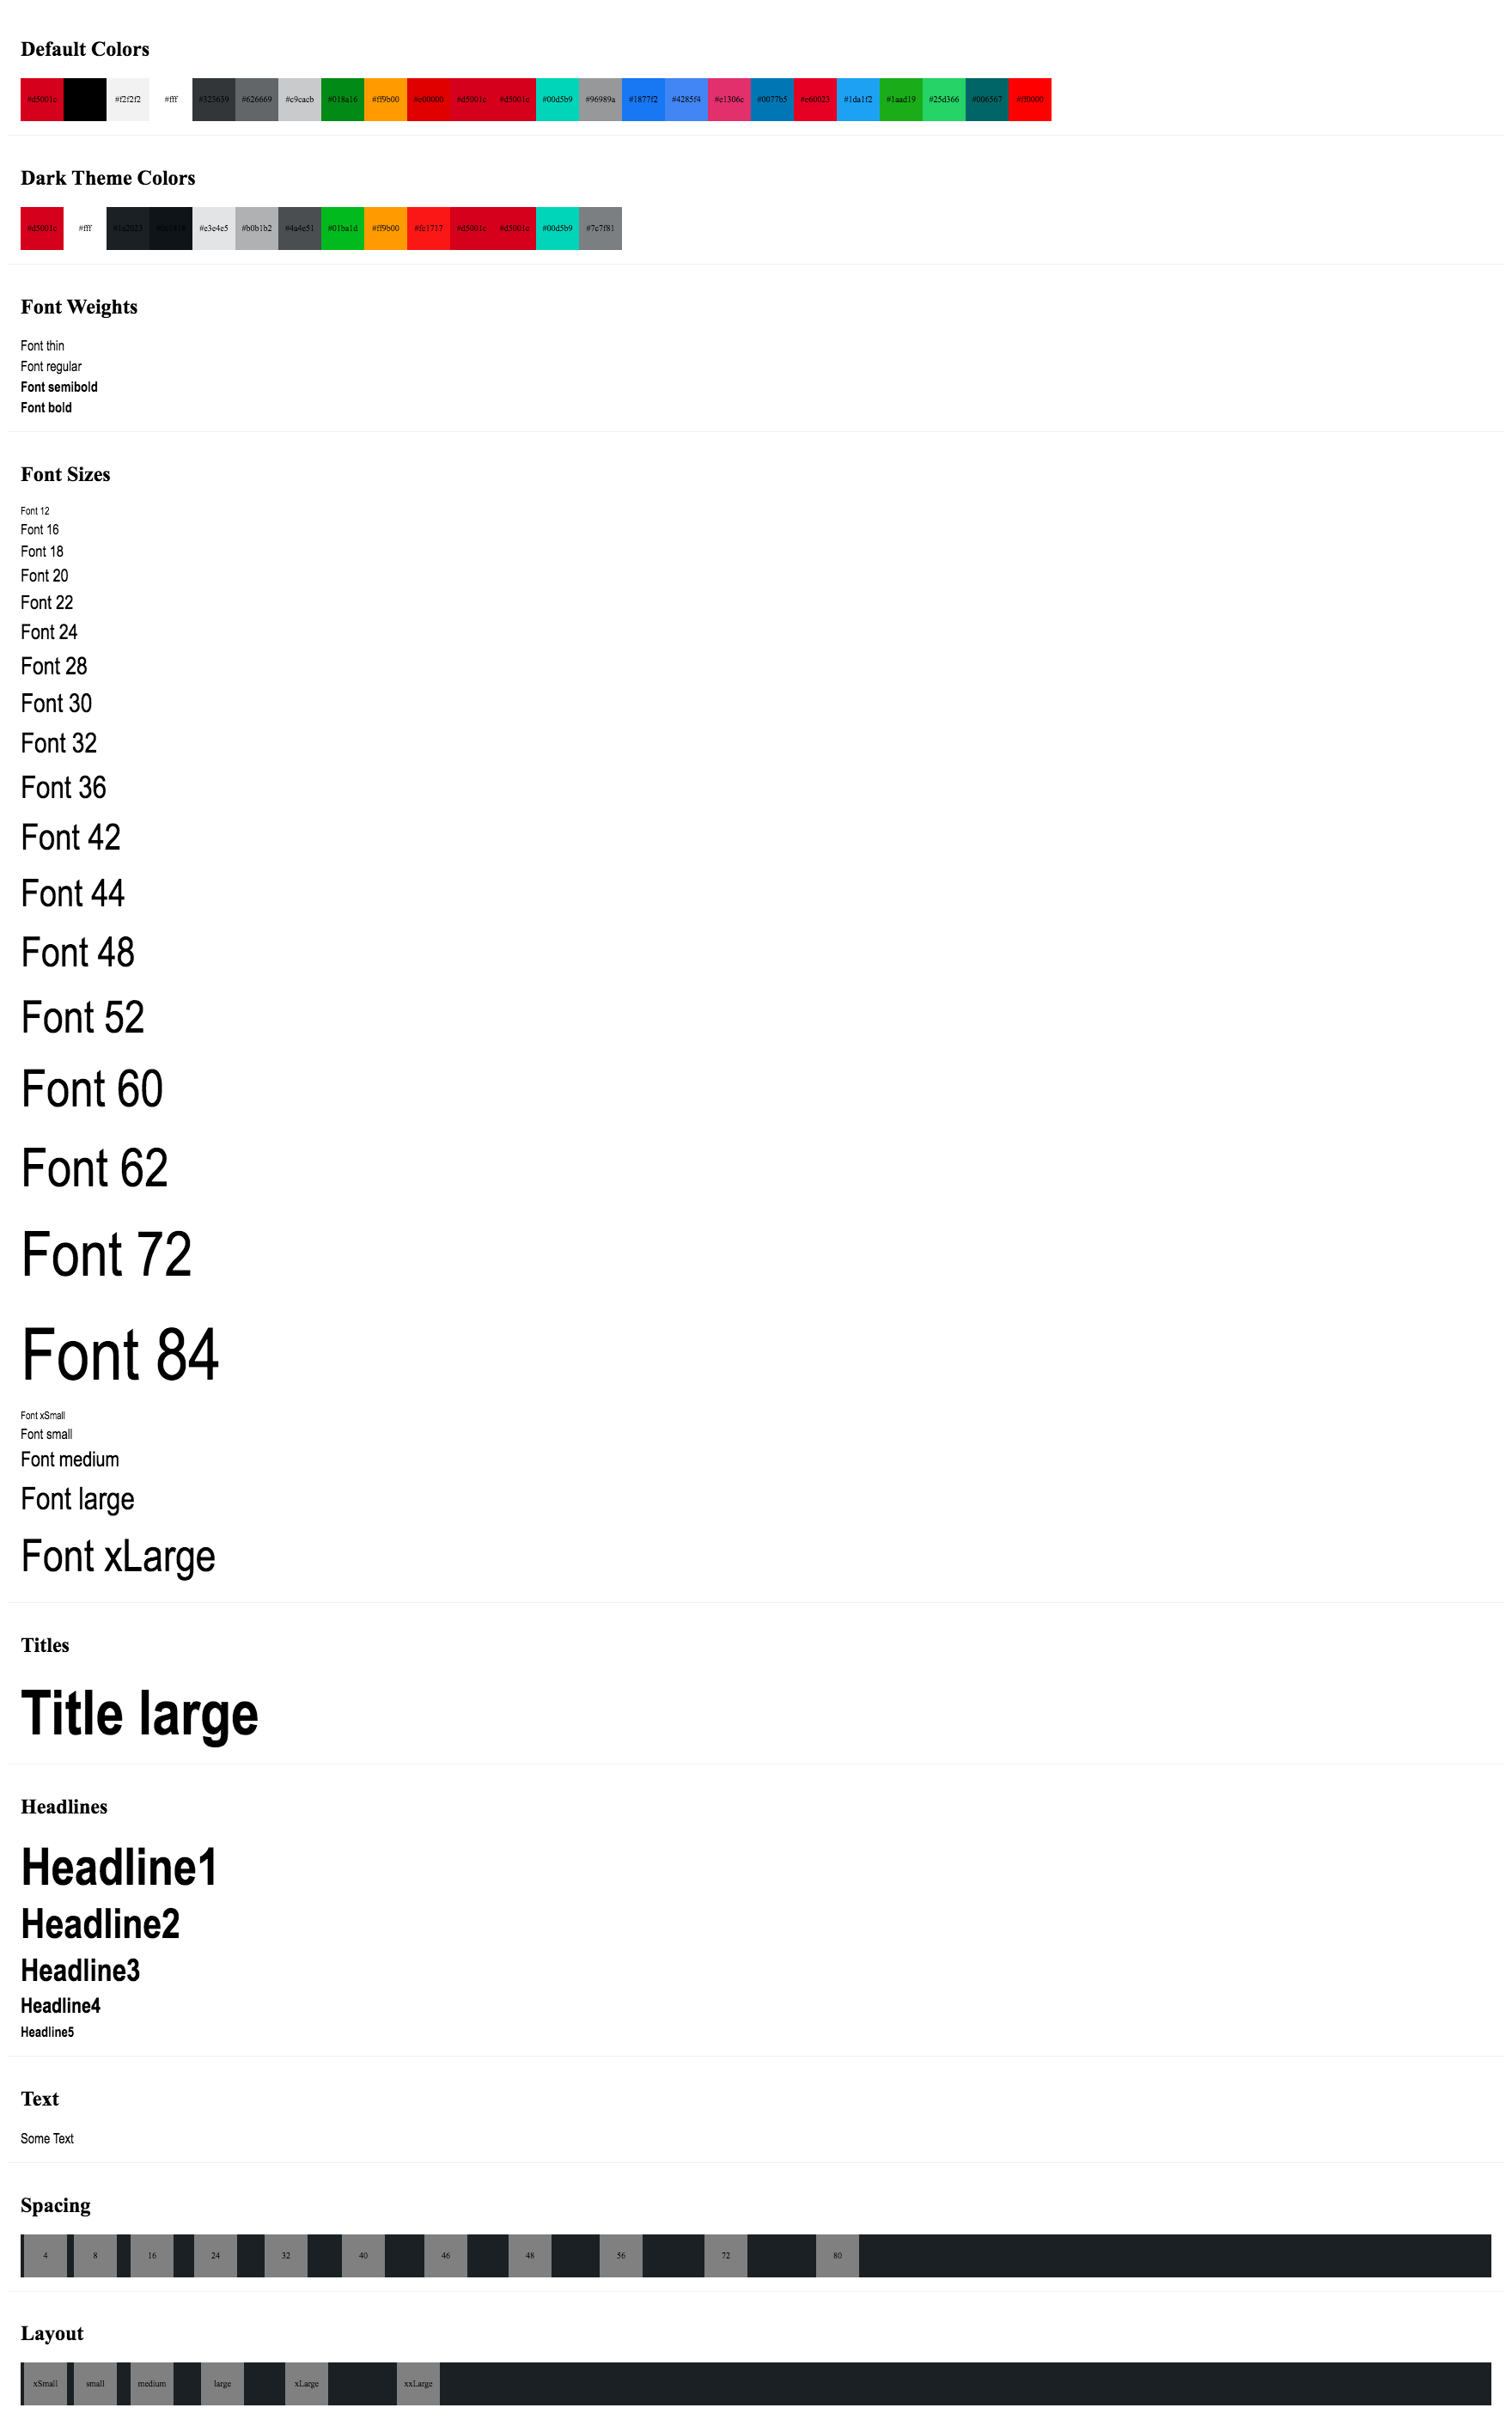 Default Colors
#d5001c #f2f2f2 #fff #323639 #626669 #c9cacb #018a16 #ff9b00 #e00000 #d5001c #d5001c #00d5b9 #96989a #1877f2 #4285f4 #e1306c #0077b5 #e60023 #1da1f2 #1aad19 #25d366 #006567 #ff0000
Dark Theme Colors
#d5001c #fff #1a2023 #e3e4e5 #b0b1b2 #4a4e51 #01ba1d #ff9b00 #fc1717 #d5001c #d5001c #00d5b9 #7c7f81
Font Weights
Font thin
Font regular
Font semibold
Font bold
Font Sizes
Font 12
Font 16
Font 18
Font 20
Font 22
Font 24
Font 28
Font 30
Font 32
Font 36
Font 42
Font 44
Font 48
Font 52
Font 60
Font 62
Font 72
Font 84
Font xSmall
Font small
Font medium
Font large
Font xLarge
Titles
Title large
Headlines
Headline1
Headline2
Headline3
Headline4
Headline5
Text
Some Text
Spacing
4 8 16 24 32 40 46 48 56 72 80
Layout
xSmall small medium large xLarge xxLarge